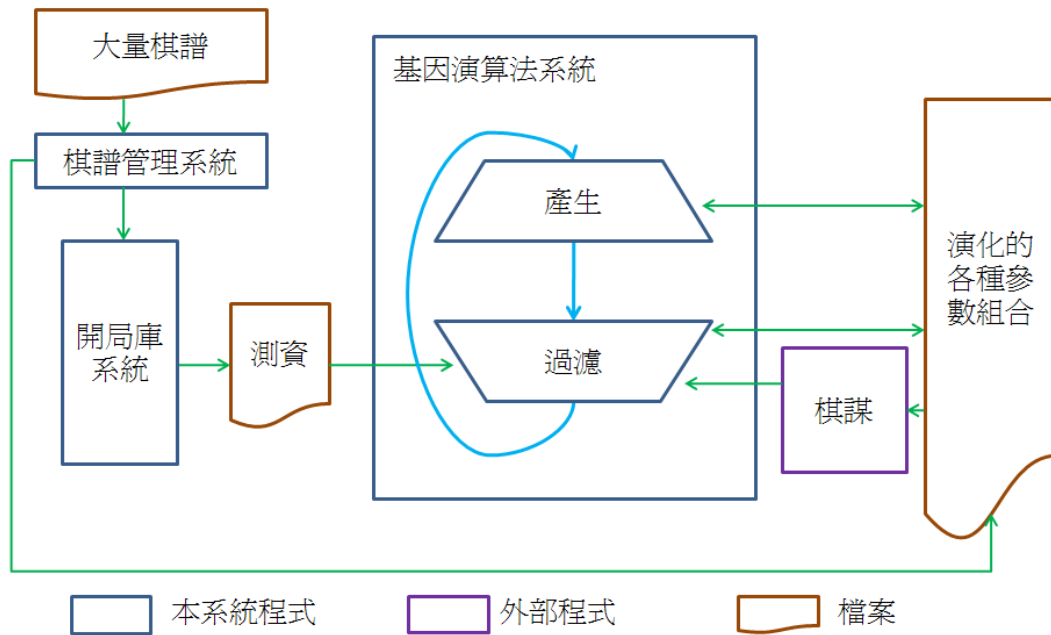 大量棋譜
棋譜管理系統
開局庫
系統
測資
基因演算法系統
產生
過濾
棋謀
演化的
各種參
數組合
本系統程式
外部程式
檔案